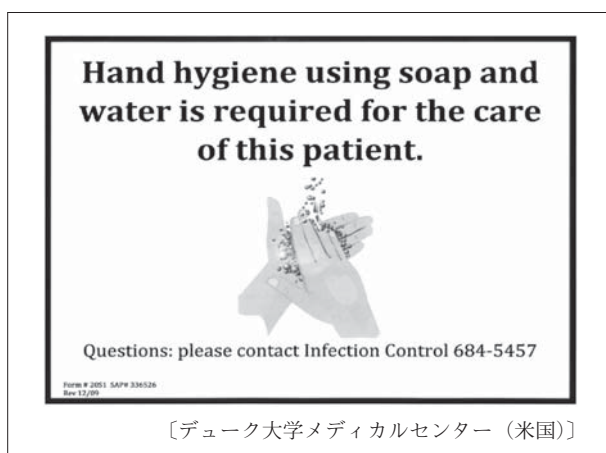 Hand hygiene using soap and
water is required for the care
of this patient.
Questions: please contact Infection Control 684-5457
Form # 2051 SAP# 336526
Rev 12/09
〔デューク大学メディカルセンター（米国）〕